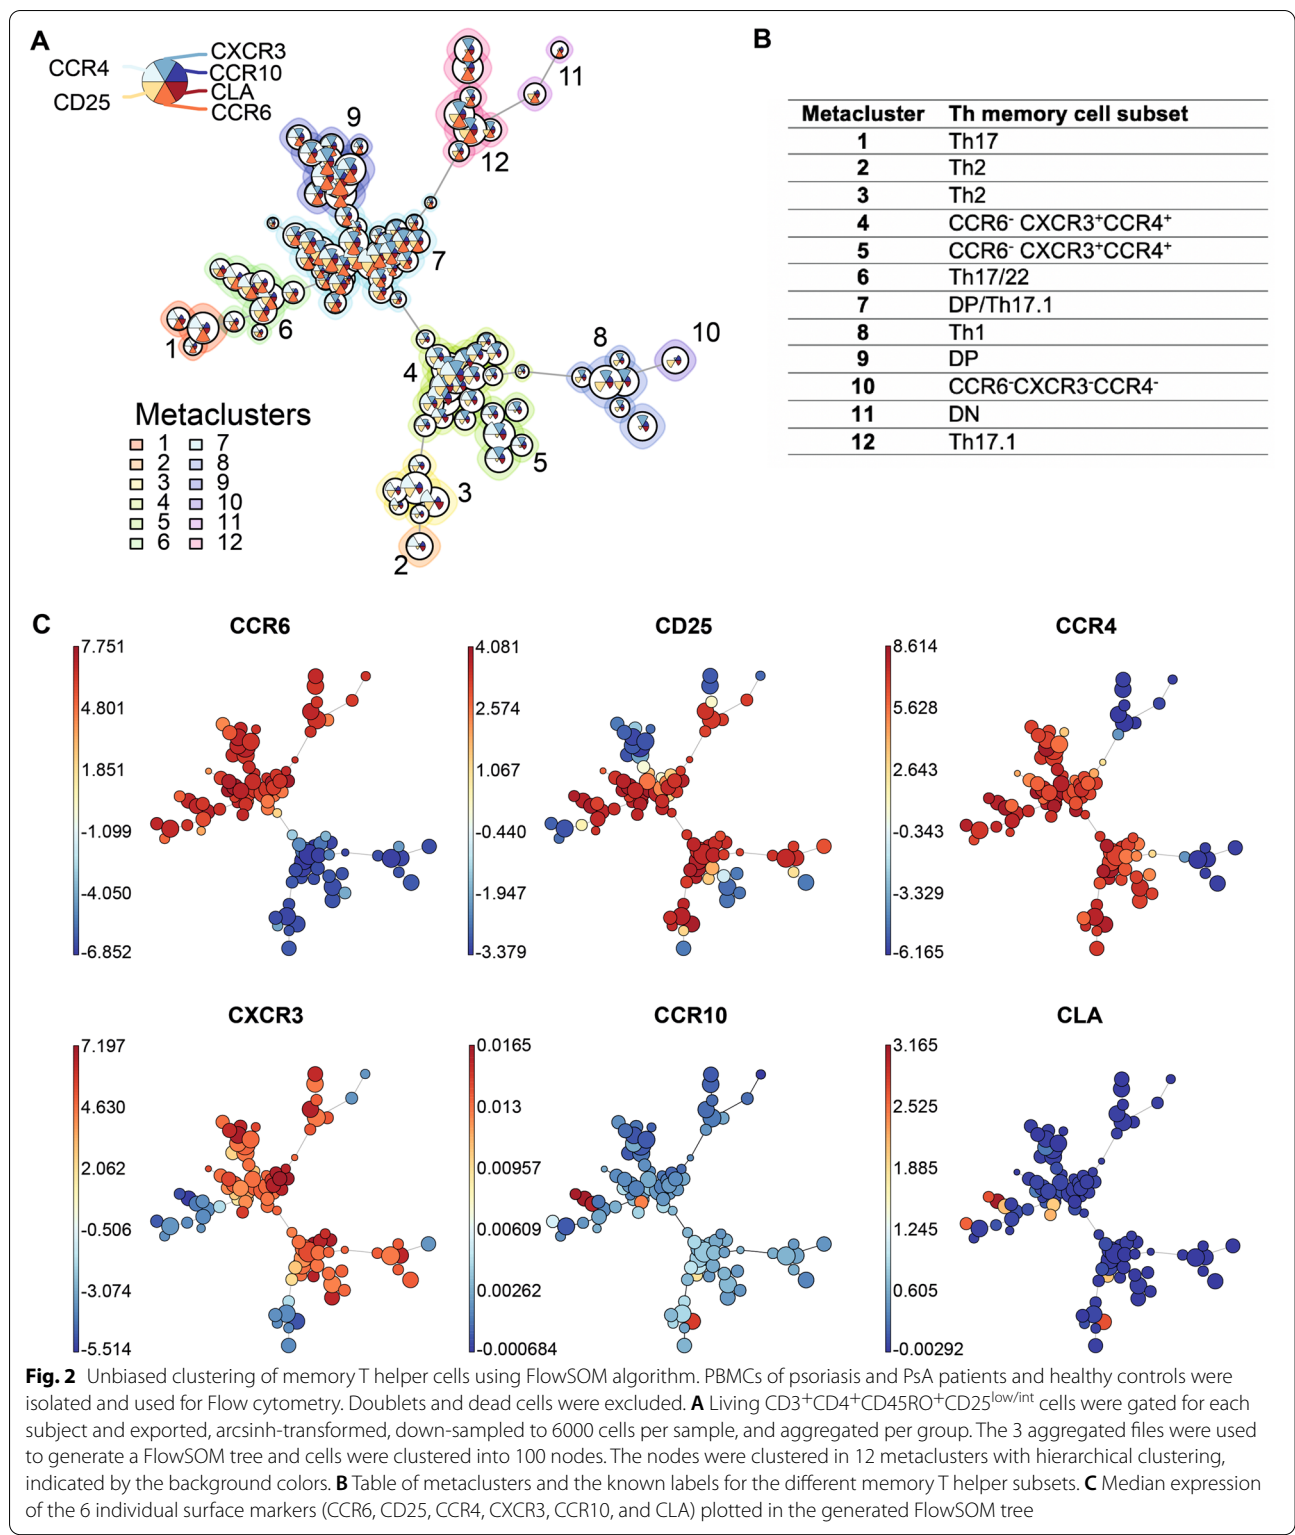 A
CXCR3
CCR4
CCR10
CD25
CLA
CCR6
9
11
12
7
6
1
4
8
10
5
3
2
Metaclusters
1 7
2 8
3 9
4 10
5 11
6 12
B
Metacluster Th memory cell subset
1 Th17
2 Th2
3 Th2
4 CCR6⁻ CXCR3⁺CCR4⁺
5 CCR6⁻ CXCR3⁺CCR4⁺
6 Th17/22
7 DP/Th17.1
8 Th1
9 DP
10 CCR6⁻CXCR3⁻CCR4⁻
11 DN
12 Th17.1
C
CCR6
7.751
4.801
1.851
-1.099
-4.050
-6.852
CD25
4.081
2.574
1.067
-0.440
-1.947
-3.379
CCR4
8.614
5.628
2.643
-0.343
-3.329
-6.165
CXCR3
7.197
4.630
2.062
-0.506
-3.074
-5.514
CCR10
0.0165
0.013
0.00957
0.00609
0.00262
-0.000684
CLA
3.165
2.525
1.885
1.245
0.605
-0.00292
Fig. 2 Unbiased clustering of memory T helper cells using FlowSOM algorithm. PBMCs of psoriasis and PsA patients and healthy controls were
isolated and used for Flow cytometry. Doublets and dead cells were excluded. A Living CD3⁺CD4⁺CD45RO⁺CD25low/int cells were gated for each
subject and exported, arcsinh-transformed, down-sampled to 6000 cells per sample, and aggregated per group. The 3 aggregated files were used
to generate a FlowSOM tree and cells were clustered into 100 nodes. The nodes were clustered in 12 metaclusters with hierarchical clustering,
indicated by the background colors. B Table of metaclusters and the known labels for the different memory T helper subsets. C Median expression
of the 6 individual surface markers (CCR6, CD25, CCR4, CXCR3, CCR10, and CLA) plotted in the generated FlowSOM tree